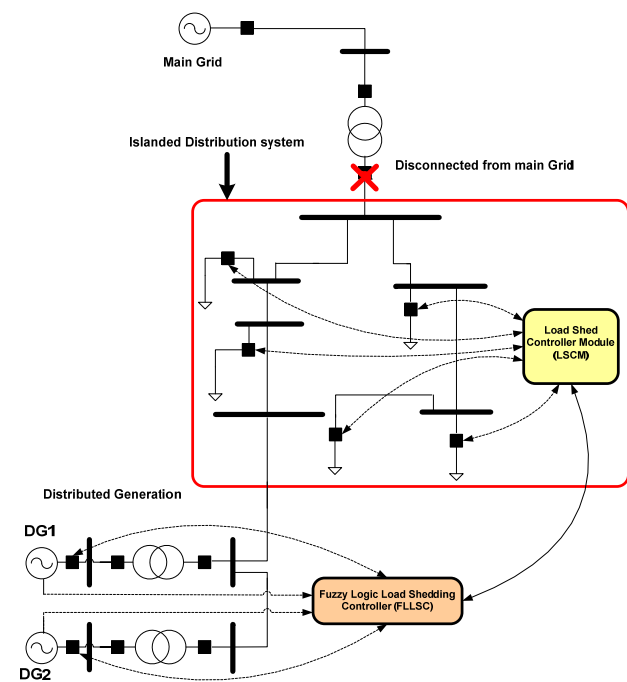 Main Grid
Islanded Distribution system
Disconnected from main Grid
Load Shed
Controller Module
(LSCM)
Distributed Generation
DG1
Fuzzy Logic Load Shedding
Controller (FLLSC)
DG2